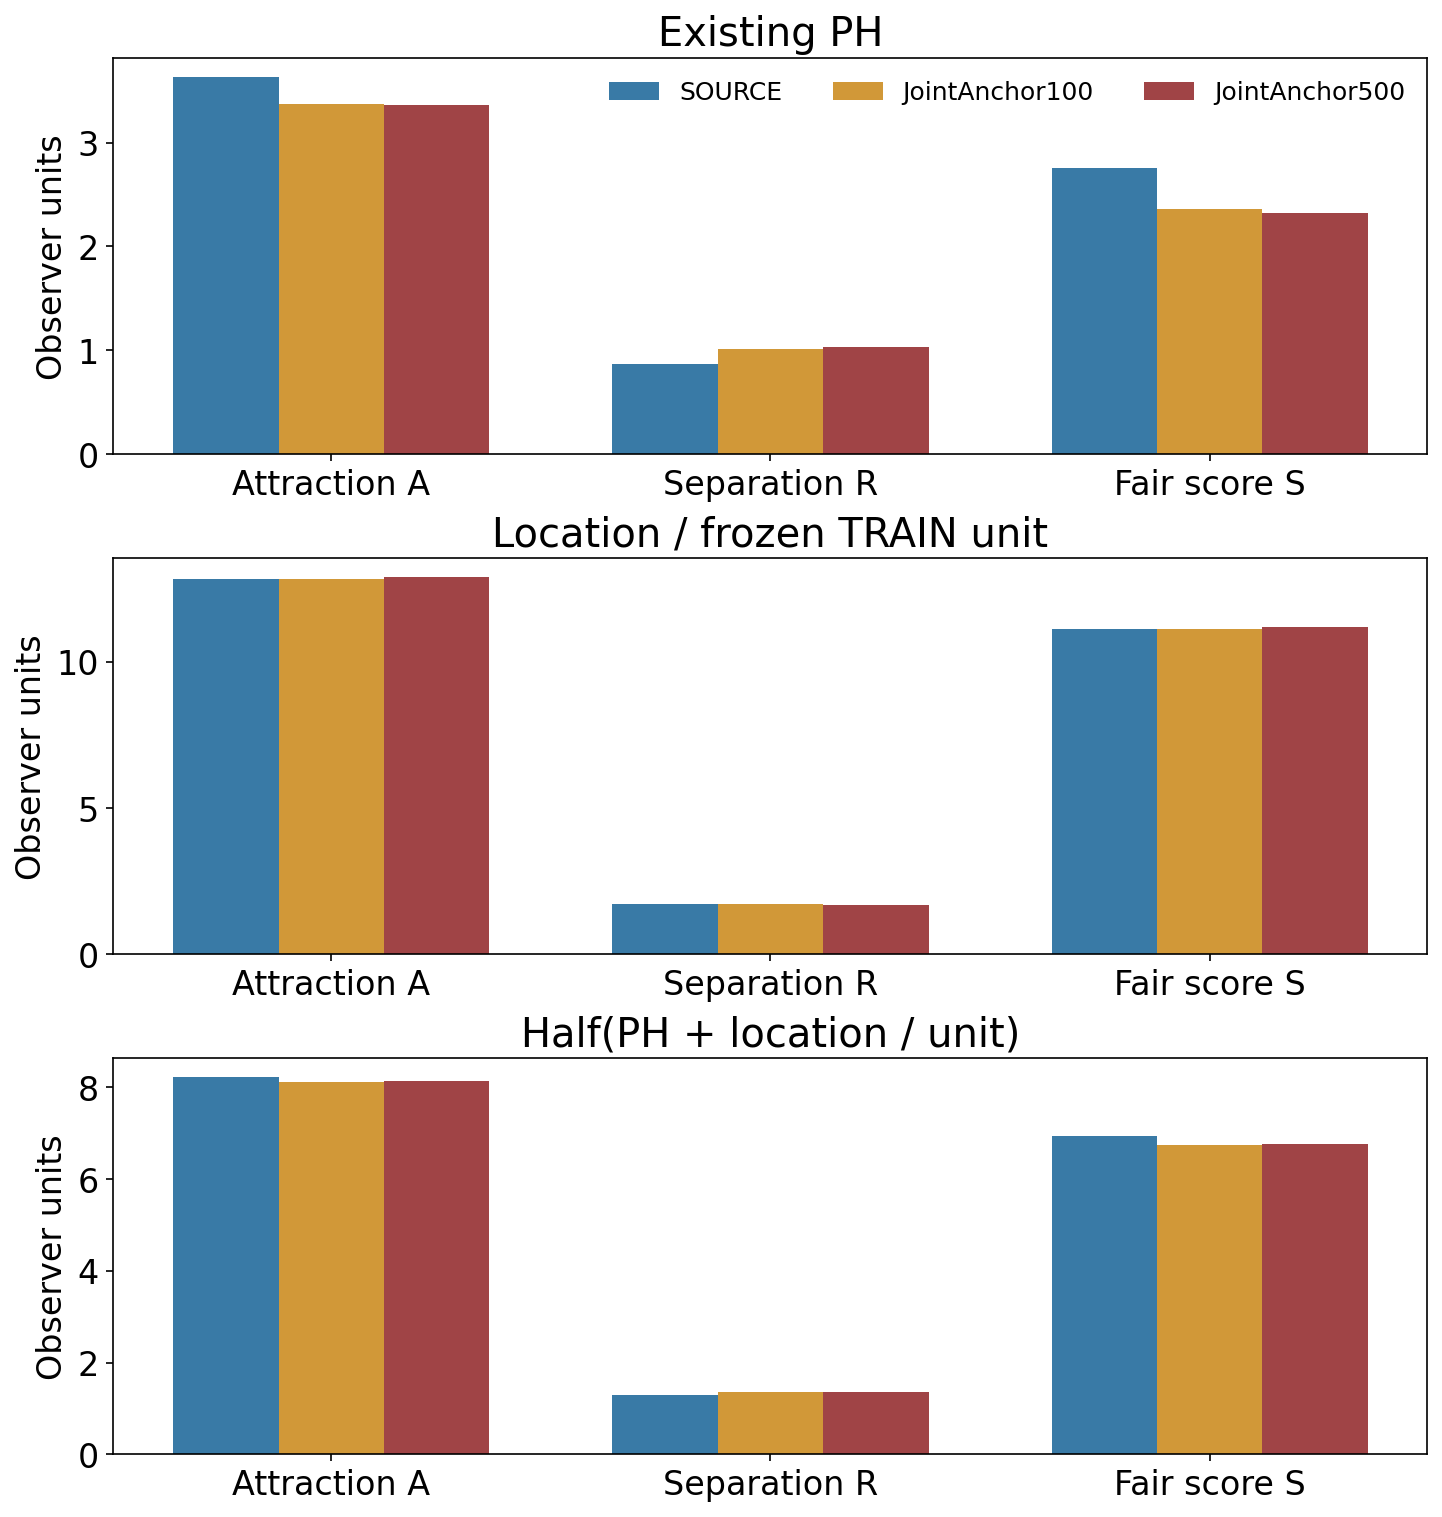 Existing PH
SOURCE JointAnchor100 JointAnchor500
Observer units
3
2
1
0
Attraction A Separation R Fair score S
Location / frozen TRAIN unit
Observer units
10
5
0
Attraction A Separation R Fair score S
Half(PH + location / unit)
Observer units
8
6
4
2
0
Attraction A Separation R Fair score S